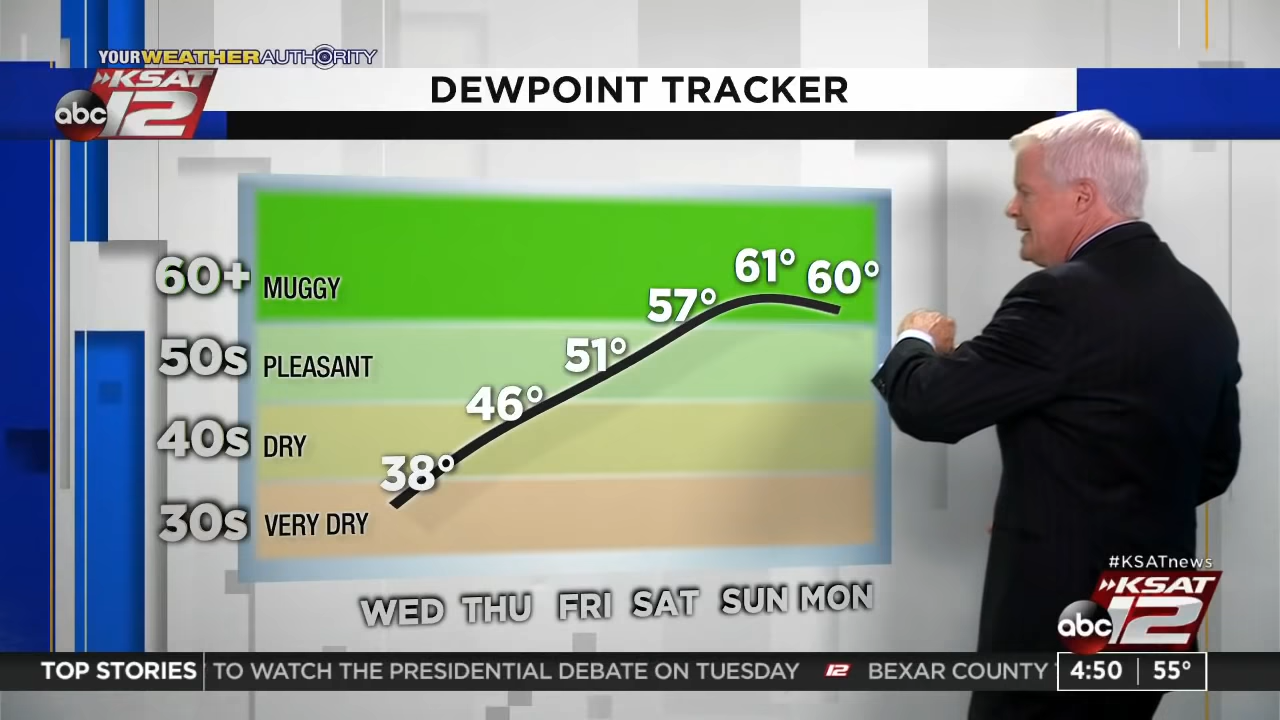 YOUR WEATHER AUTHORITY
KSAT
abc 12
DEWPOINT TRACKER
60+ MUGGY
50s PLEASANT
40s DRY
30s VERY DRY
38° 46° 51° 57° 61° 60°
WED THU FRI SAT SUN MON
#KSATnews
KSAT
abc 12
TOP STORIES TO WATCH THE PRESIDENTIAL DEBATE ON TUESDAY 12 BEXAR COUNTY 4:50 55°